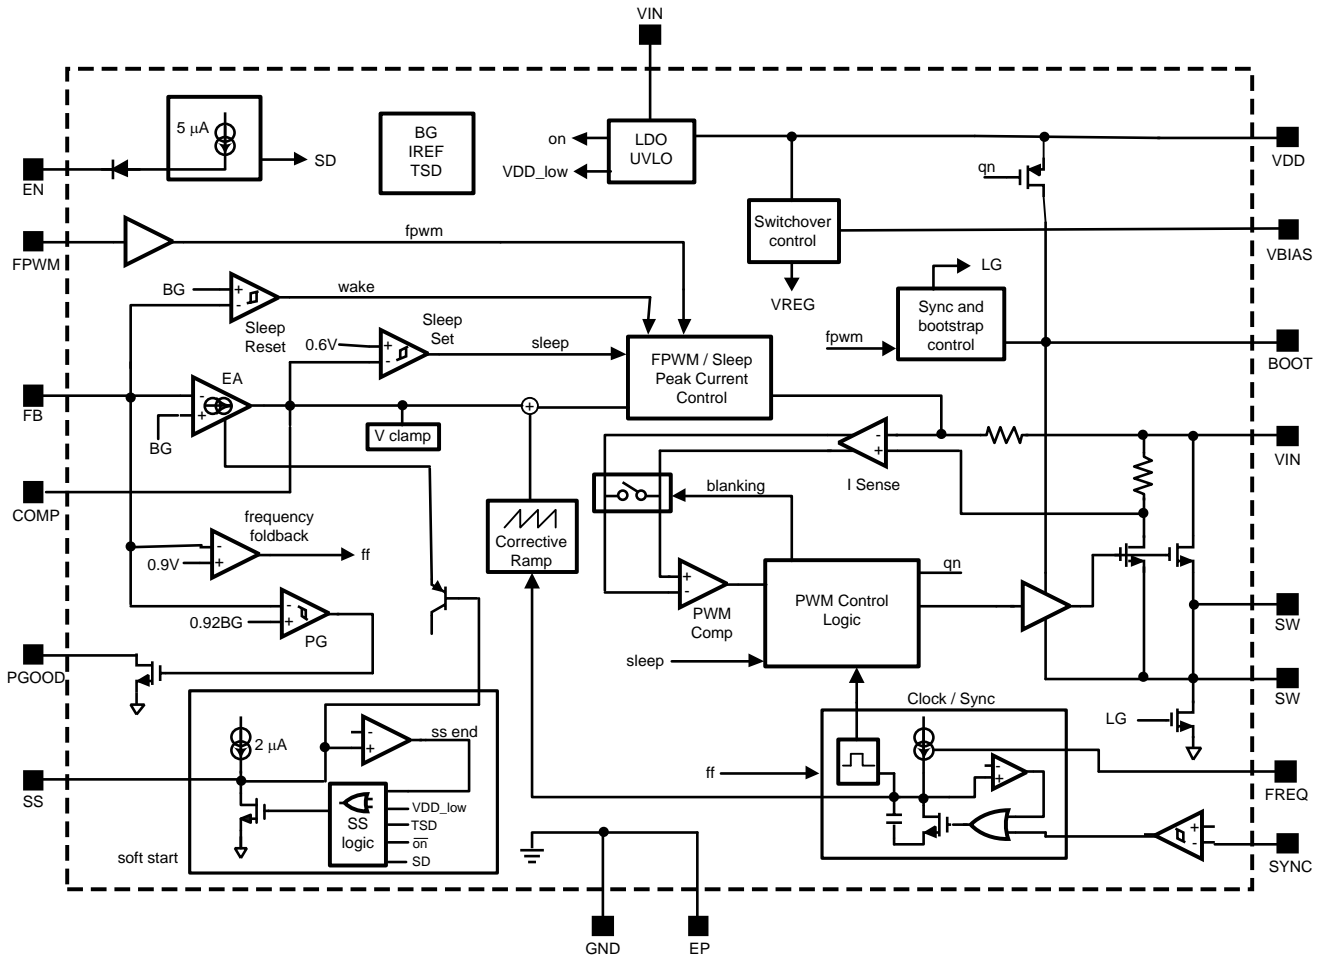 VIN
5 μA
SD
EN
BG
IREF
TSD
on
VDD_low
LDO
UVLO
VDD
qn
FPWM
fpwm
Switchover
control
VBIAS
VREG
LG
BG
+
-
wake
Sleep
Reset
0.6V
+
-
Sleep
Set
sleep
FPWM / Sleep
Peak Current
Control
fpwm
Sync and
bootstrap
control
BOOT
FB
EA
-
+
BG
+
V clamp
-
+
I Sense
VIN
COMP
blanking
frequency
foldback
-
+
0.9V
ff
Corrective
Ramp
+
-
PWM
Comp
PWM Control
Logic
qn
SW
-
+
0.92BG
PG
PGOOD
sleep
SW
LG
Clock / Sync
2 μA
-
+
ss end
SS
ff
-
+
FREQ
SS
logic
VDD_low
TSD
on
SD
soft start
+
-
SYNC
GND
EP